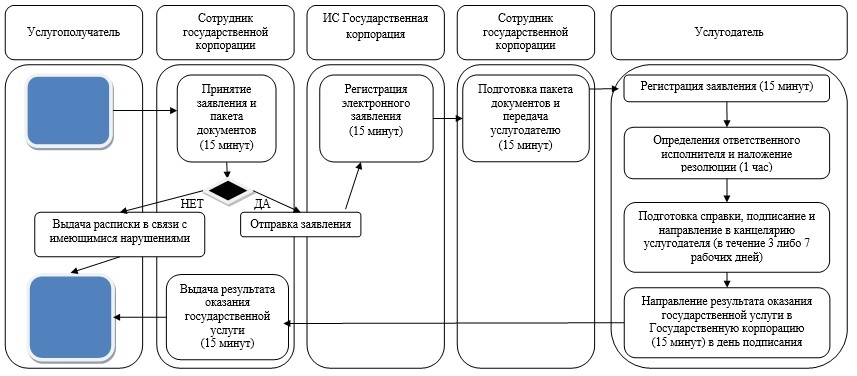 Услугополучатель
Сотрудник
государственной
корпорации
ИС Государственная
корпорация
Сотрудник
государственной
корпорации
Услугодатель
Принятие
заявления и
пакета
документов
(15 минут)
Регистрация
электронного
заявления
(15 минут)
Подготовка пакета
документов и
передача
услугодателю
(15 минут)
Регистрация заявления (15 минут)
Определения ответственного
исполнителя и наложение
резолюции (1 час)
НЕТ
ДА
Выдача расписки в связи с
имеющимися нарушениями
Отправка заявления
Подготовка справки, подписание и
направление в канцелярию
услугодателя (в течение 3 либо 7
рабочих дней)
Выдача результата
оказания
государственной
услуги
(15 минут)
Направление результата оказания
государственной услуги в
Государственную корпорацию
(15 минут) в день подписания